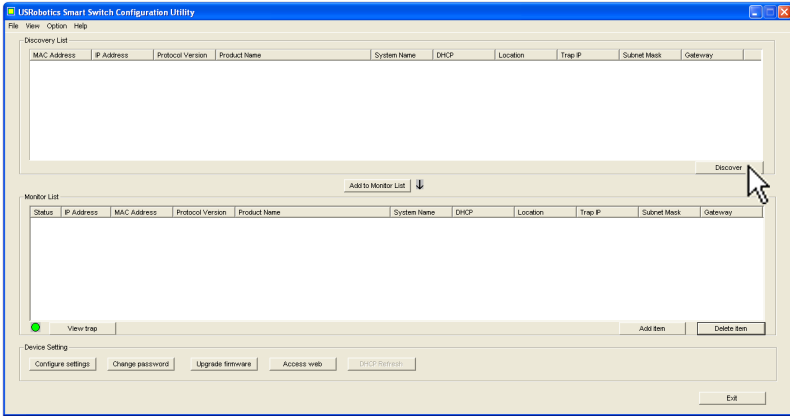 USRobotics Smart Switch Configuration Utility
File View Option Help
Discovery List
MAC Address IP Address Protocol Version Product Name System Name DHCP Location Trap IP Subnet Mask Gateway
Discover
Add to Monitor List
Monitor List
Status IP Address MAC Address Protocol Version Product Name System Name DHCP Location Trap IP Subnet Mask Gateway
View trap Add item Delete item
Device Setting
Configure settings Change password Upgrade firmware Access web DHCP Refresh
Exit